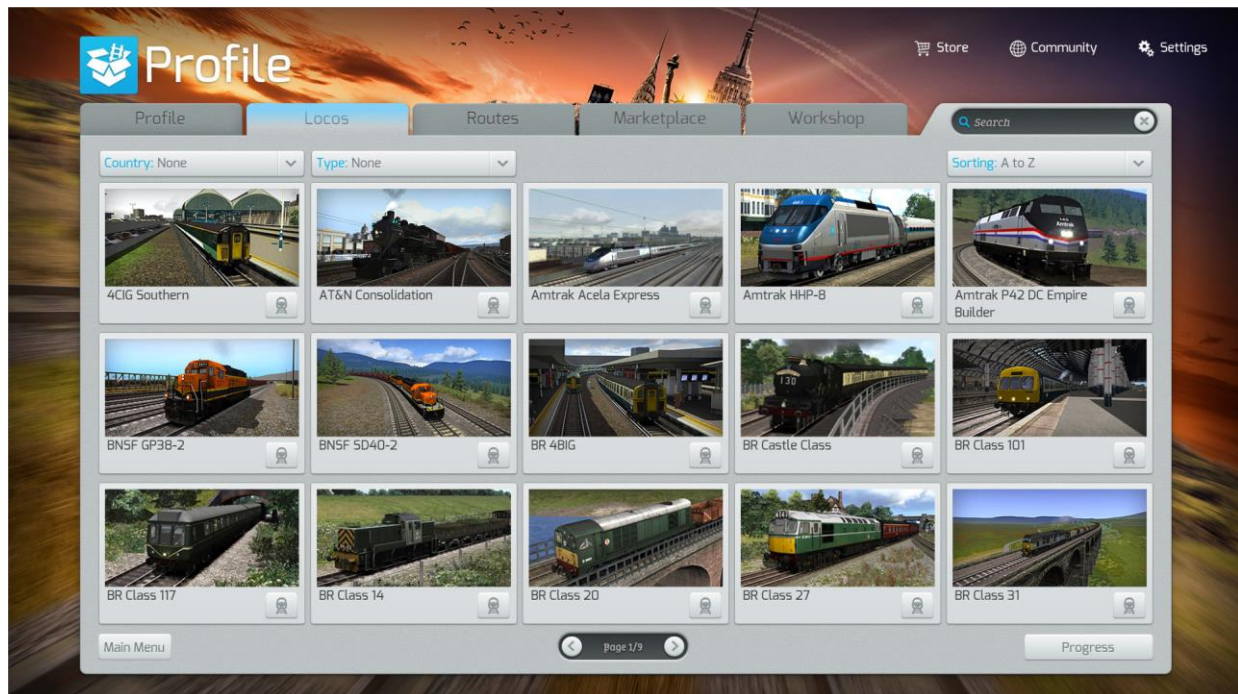 Profile
Store
Community
Settings
Profile
Locos
Routes
Marketplace
Workshop
Search
Country: None
Type: None
Sorting: A to Z
4CIG Southern
AT&N Consolidation
Amtrak Acela Express
Amtrak HHP-8
Amtrak
Amtrak P42 DC Empire
Builder
BNSF GP38-2
BNSF SD40-2
BR 4BIG
130
BR Castle Class
BR Class 101
BR Class 117
BR Class 14
BR Class 20
BR Class 27
BR Class 31
Main Menu
Page 1/9
Progress